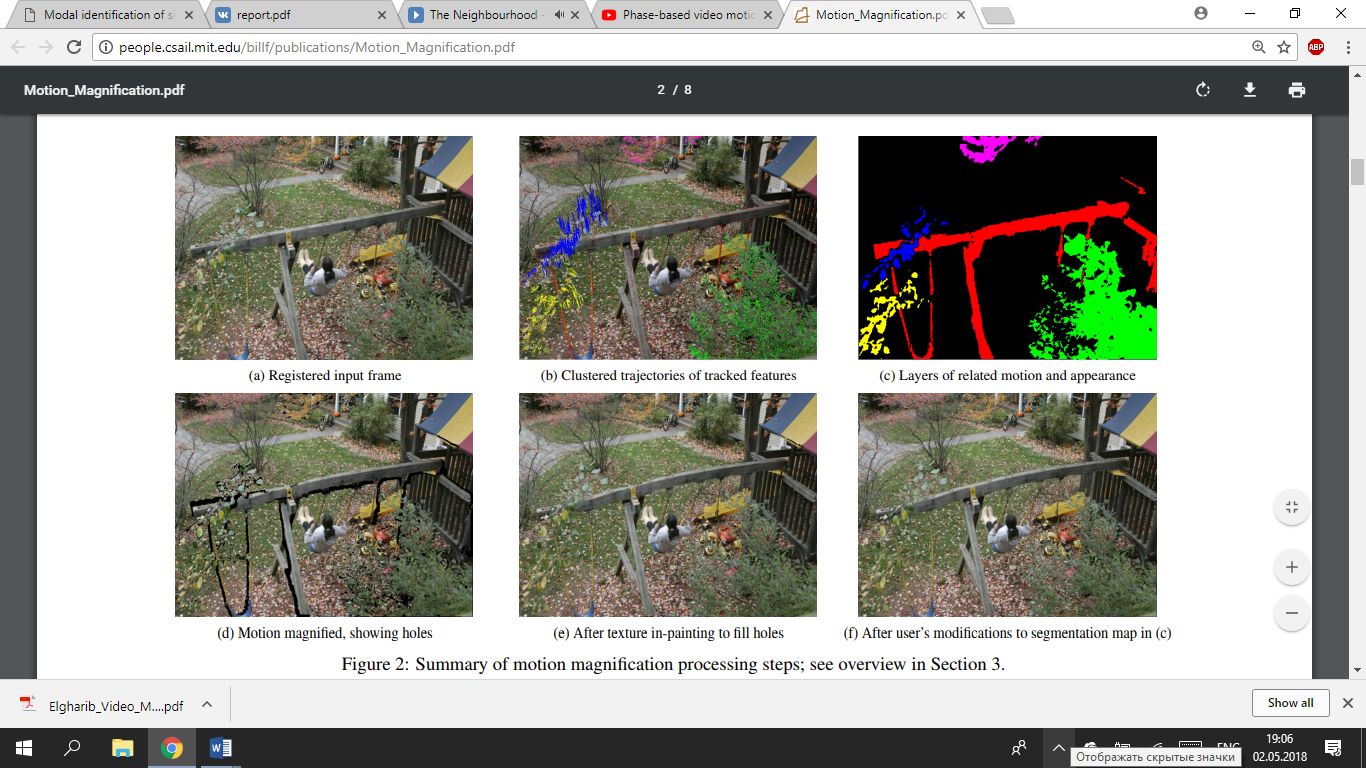 Modal identification of si
report.pdf
The Neighbourhood -
Phase-based video motio
Motion_Magnification.pd
people.csail.mit.edu/billf/publications/Motion_Magnification.pdf
ABP
Motion_Magnification.pdf
2 / 8
(a) Registered input frame
(b) Clustered trajectories of tracked features
(c) Layers of related motion and appearance
(d) Motion magnified, showing holes
(e) After texture in-painting to fill holes
(f) After user's modifications to segmentation map in (c)
Figure 2: Summary of motion magnification processing steps; see overview in Section 3.
Elgharib_Video_M....pdf
Show all
ENG
19:06
02.05.2018
Отображать скрытые значки